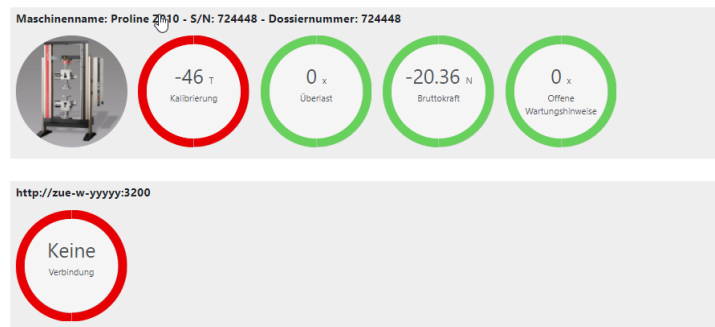 Maschinenname: Proline Z010 - S/N: 724448 - Dossiernummer: 724448
-46 T
Kalibrierung
0 x
Überlast
-20.36 N
Bruttokraft
0 x
Offene
Wartungshinweise
http://zue-w-yyyyy:3200
Keine
Verbindung